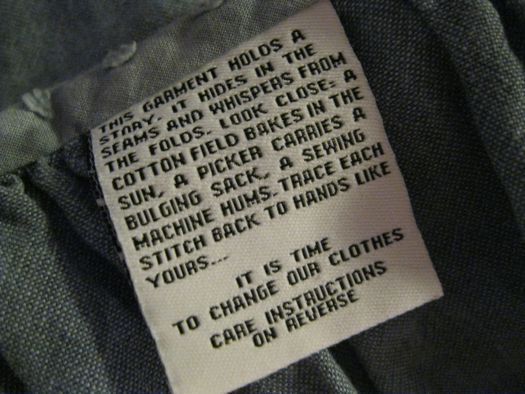 THIS GARMENT HOLDS A
STORY. IT HIDES IN THE
SEAMS AND WHISPERS FROM
THE FOLDS. LOOK CLOSE: A
COTTON FIELD BAKES IN THE
SUN, A PICKER CARRIES A
BULGING SACK, A SEWING
MACHINE HUMS. TRACE EACH
STITCH BACK TO HANDS LIKE
YOURS...
IT IS TIME
TO CHANGE OUR CLOTHES
CARE INSTRUCTIONS
ON REVERSE